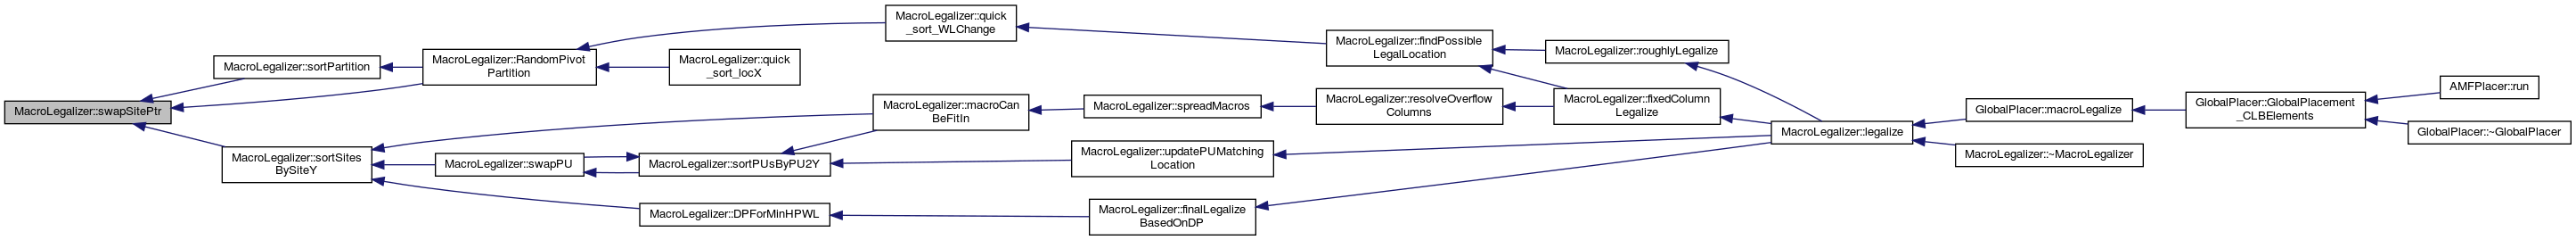 MacroLegalizer::swapSitePtr
MacroLegalizer::sortPartition
MacroLegalizer::RandomPivot
Partition
MacroLegalizer::quick
_sort_WLChange
MacroLegalizer::quick
_sort_locX
MacroLegalizer::findPossible
LegalLocation
MacroLegalizer::roughlyLegalize
MacroLegalizer::sortSites
BySiteY
MacroLegalizer::macroCan
BeFitIn
MacroLegalizer::spreadMacros
MacroLegalizer::resolveOverflow
Columns
MacroLegalizer::fixedColumn
Legalize
MacroLegalizer::swapPU
MacroLegalizer::sortPUsByPU2Y
MacroLegalizer::updatePUMatching
Location
MacroLegalizer::DPForMinHPWL
MacroLegalizer::finalLegalize
BasedOnDP
MacroLegalizer::legalize
GlobalPlacer::macroLegalize
MacroLegalizer::~MacroLegalizer
GlobalPlacer::GlobalPlacement
_CLBElements
AMFPlacer::run
GlobalPlacer::~GlobalPlacer